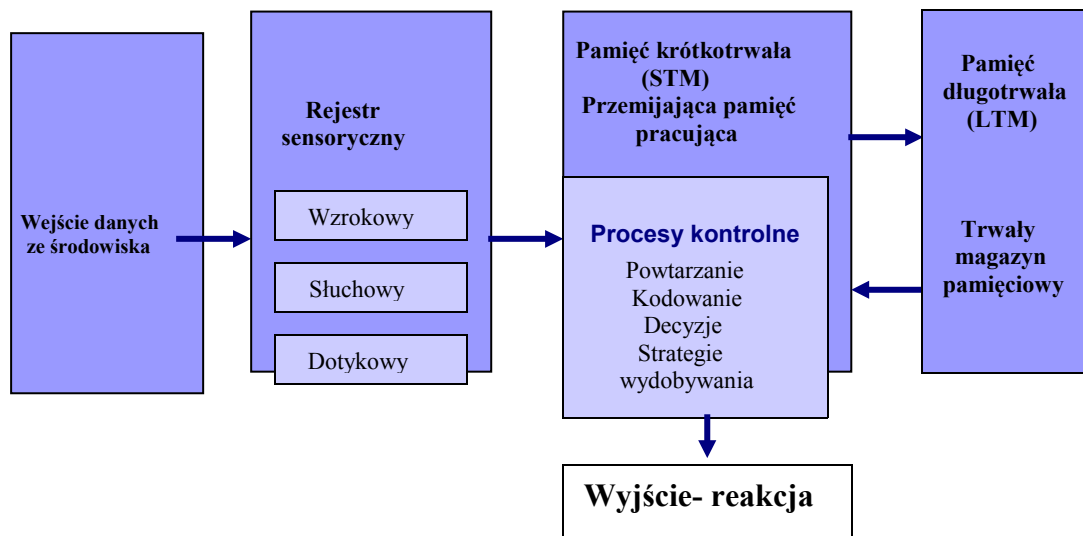 Wejście danych
ze środowiska
Rejestr
sensoryczny
Wzrokowy
Słuchowy
Dotykowy
Pamięć krótkotrwała
(STM)
Przemijająca pamięć
pracująca
Procesy kontrolne
Powtarzanie
Kodowanie
Decyzje
Strategie
wydobywania
Pamięć
długotrwała
(LTM)
Trwały
magazyn
pamięciowy
Wyjście- reakcja